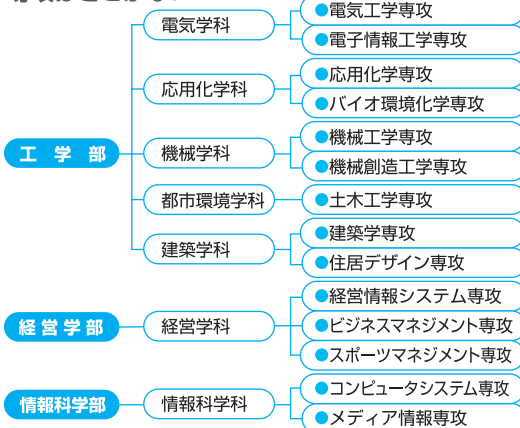 電気学科
●電気工学専攻
●電子情報工学専攻
応用化学科
●応用化学専攻
●バイオ環境化学専攻
工学部
機械学科
●機械工学専攻
●機械創造工学専攻
都市環境学科
●土木工学専攻
建築学科
●建築学専攻
●住居デザイン専攻
経営学部
経営学科
●経営情報システム専攻
●ビジネスマネジメント専攻
●スポーツマネジメント専攻
情報科学部
情報科学科
●コンピュータシステム専攻
●メディア情報専攻